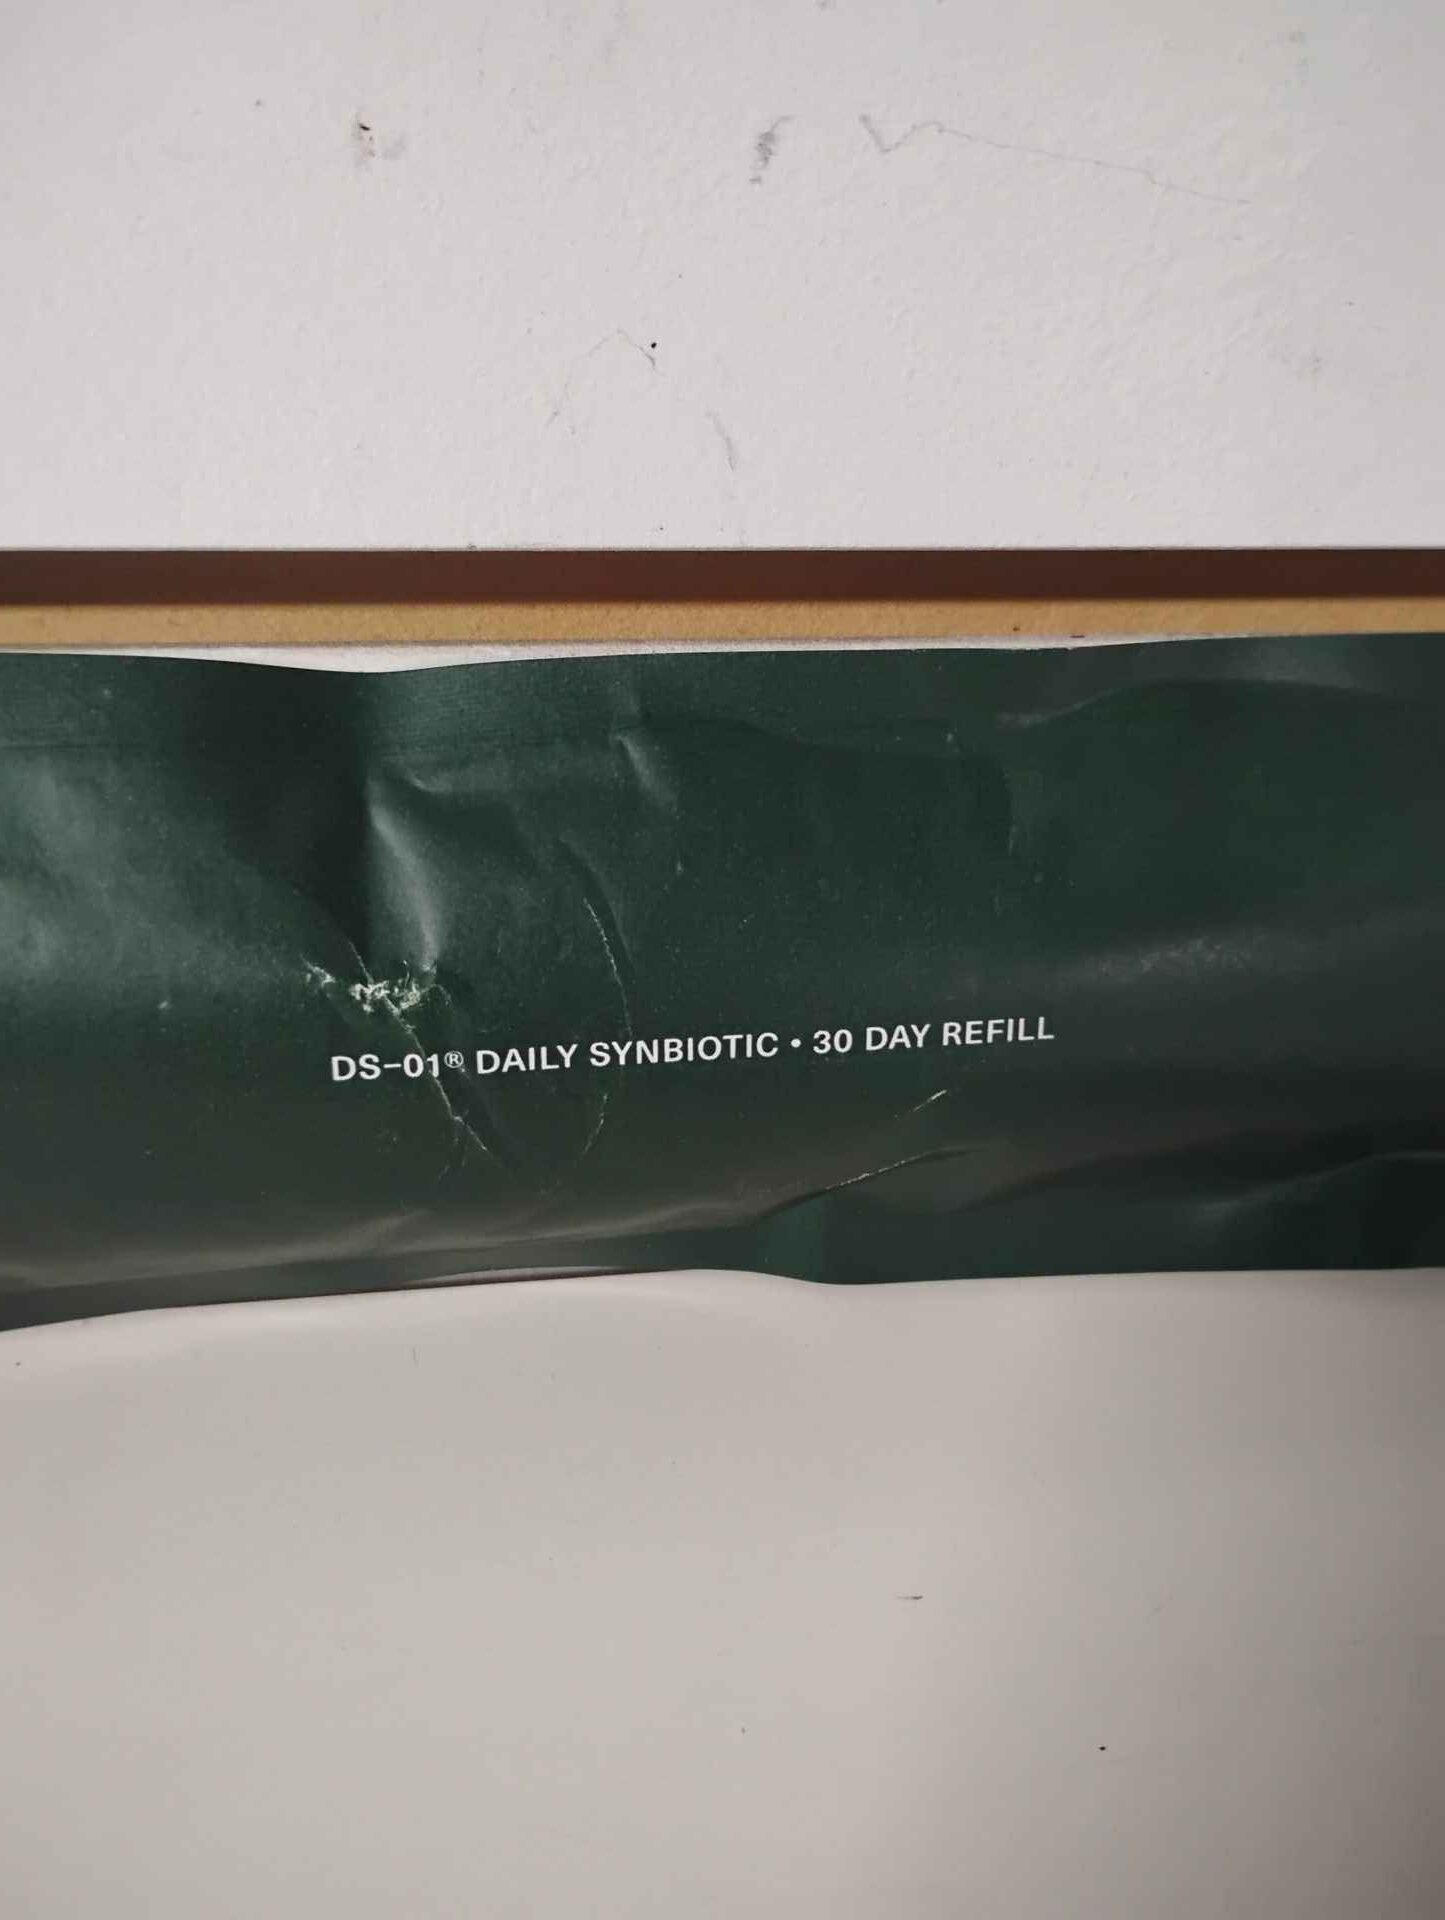 DS–01® DAILY SYNBIOTIC • 30 DAY REFILL